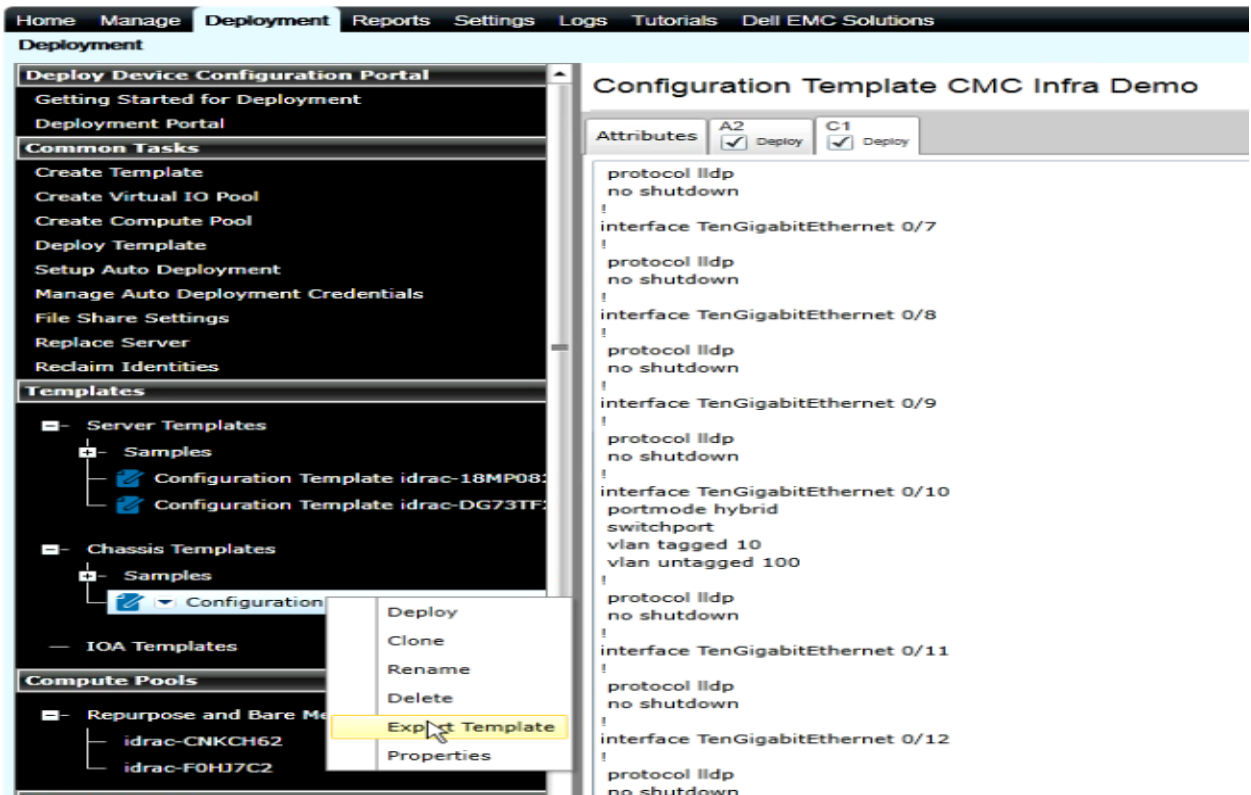 Home Manage Deployment Reports Settings Logs Tutorials Dell EMC Solutions
Deployment
Deploy Device Configuration Portal
Getting Started for Deployment
Deployment Portal
Common Tasks
Create Template
Create Virtual IO Pool
Create Compute Pool
Deploy Template
Setup Auto Deployment
Manage Auto Deployment Credentials
File Share Settings
Replace Server
Reclaim Identities
Templates
Server Templates
Samples
Configuration Template idrac-18MP08
Configuration Template idrac-DG73TF
Chassis Templates
Samples
Configuration
IOA Templates
Compute Pools
Repurpose and Bare Me
idrac-CNKCH62
idrac-F0HJ7C2
Deploy
Clone
Rename
Delete
Export Template
Properties
Configuration Template CMC Infra Demo
Attributes A2 Deploy C1 Deploy
protocol lldp
no shutdown
!
interface TenGigabitEthernet 0/7
!
protocol lldp
no shutdown
!
interface TenGigabitEthernet 0/8
!
protocol lldp
no shutdown
!
interface TenGigabitEthernet 0/9
!
protocol lldp
no shutdown
!
interface TenGigabitEthernet 0/10
portmode hybrid
switchport
vlan tagged 10
vlan untagged 100
!
protocol lldp
no shutdown
!
interface TenGigabitEthernet 0/11
!
protocol lldp
no shutdown
!
interface TenGigabitEthernet 0/12
!
protocol lldp
no shutdown